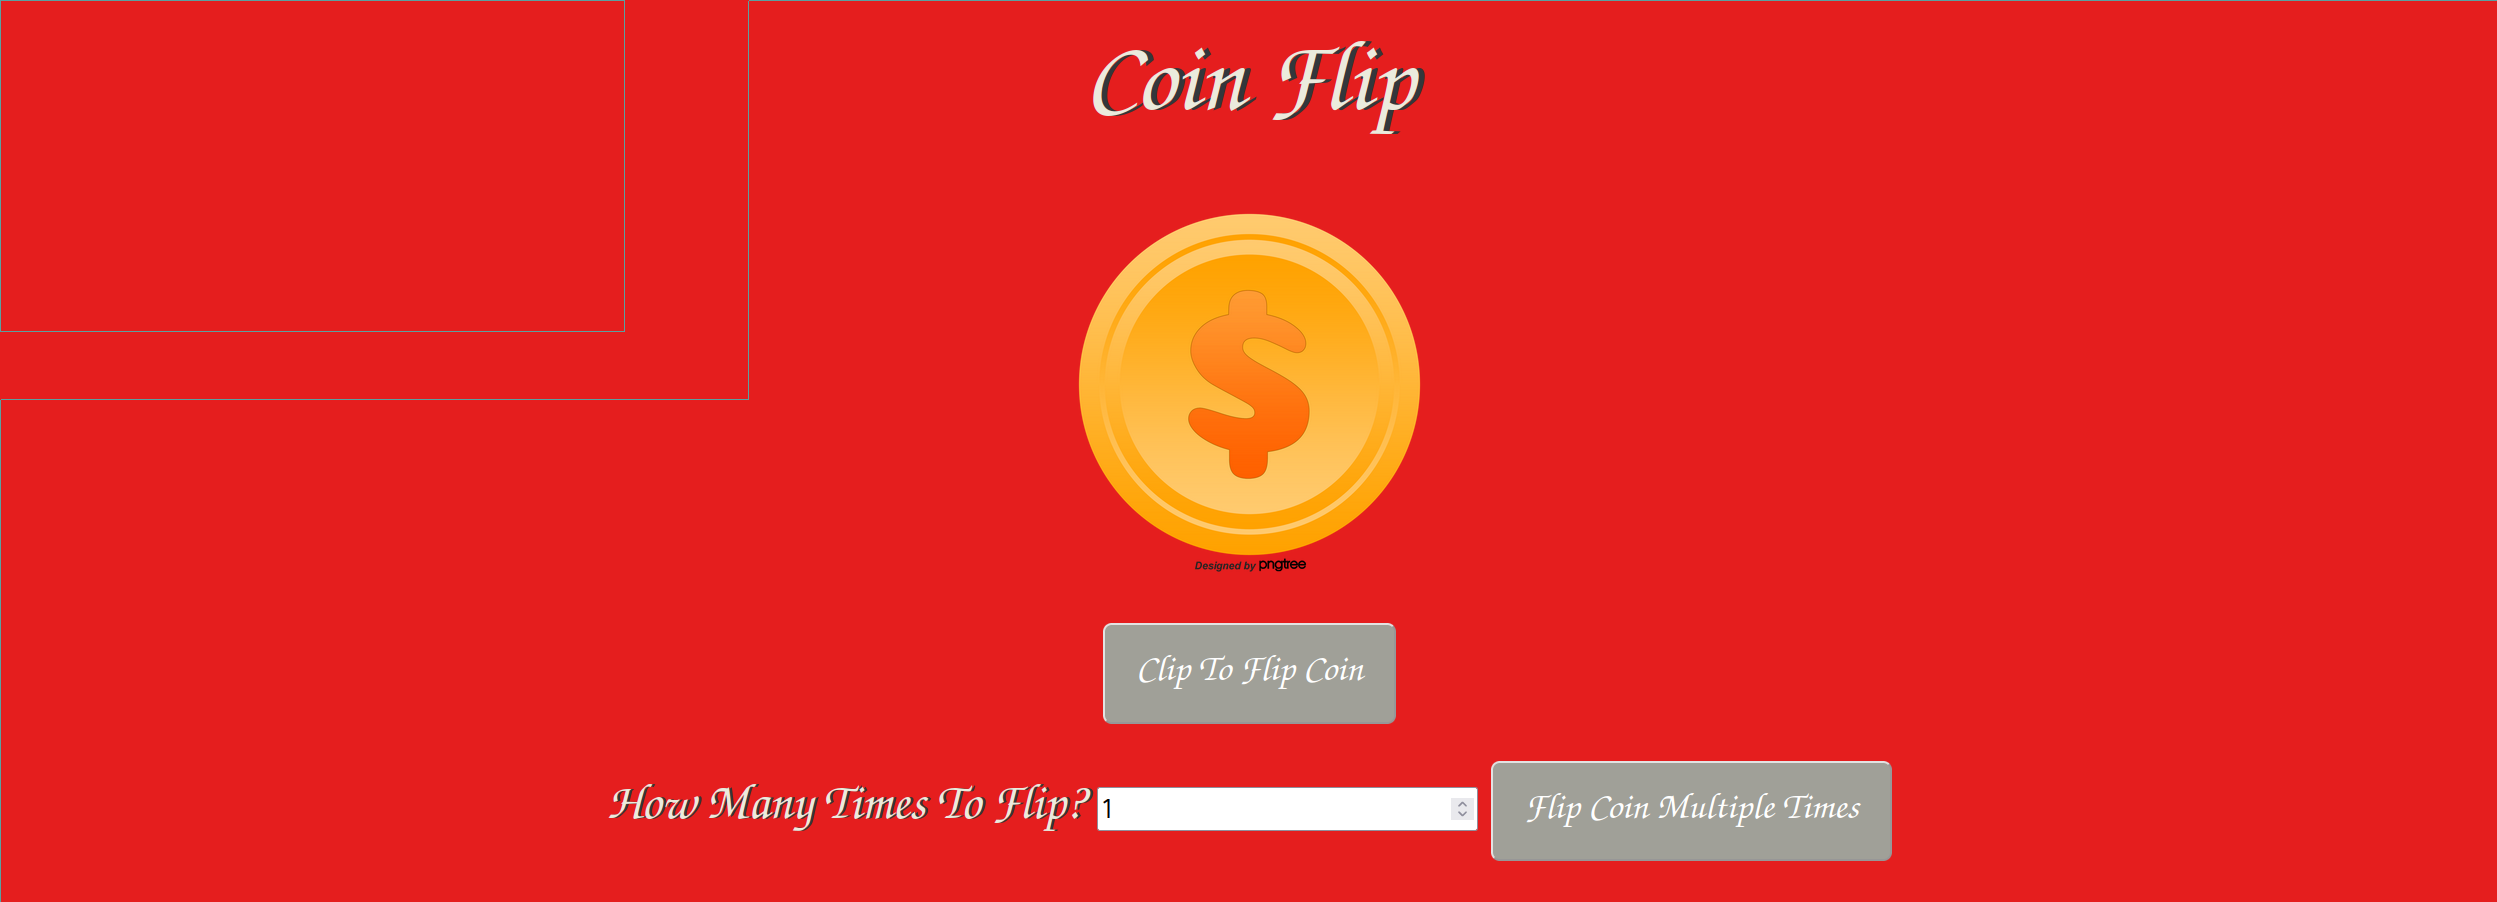 Coin Flip
$
Designed by pngtree
Clip To Flip Coin
How Many Times To Flip? 1 Flip Coin Multiple Times